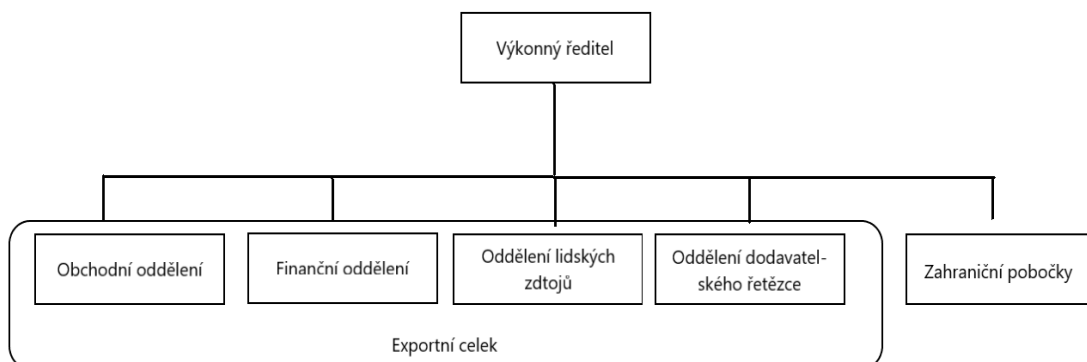 Výkonný ředitel
Obchodní oddělení
Finanční oddělení
Oddělení lidských
zdtojů
Oddělení dodavatel-
ského řetězce
Zahraniční pobočky
Exportní celek